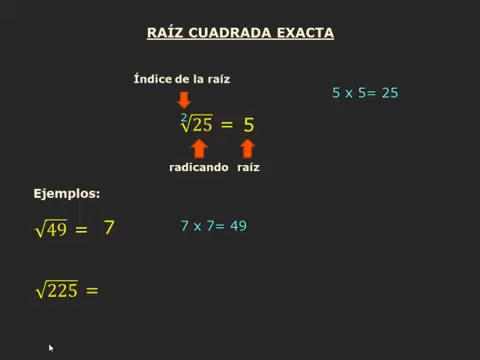 RAÍZ CUADRADA EXACTA
Índice de la raíz
5 x 5= 25
²√25 = 5
radicando raíz
Ejemplos:
√49 = 7
7 x 7= 49
√225 =